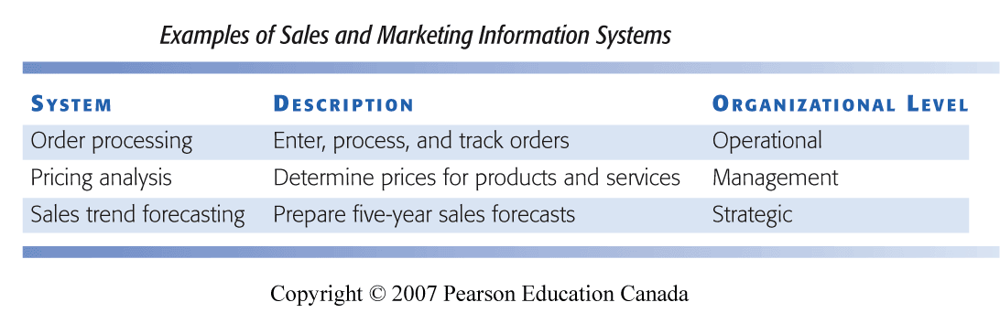 Examples of Sales and Marketing Information Systems
SYSTEM DESCRIPTION ORGANIZATIONAL LEVEL
Order processing Enter, process, and track orders Operational
Pricing analysis Determine prices for products and services Management
Sales trend forecasting Prepare five-year sales forecasts Strategic
Copyright © 2007 Pearson Education Canada